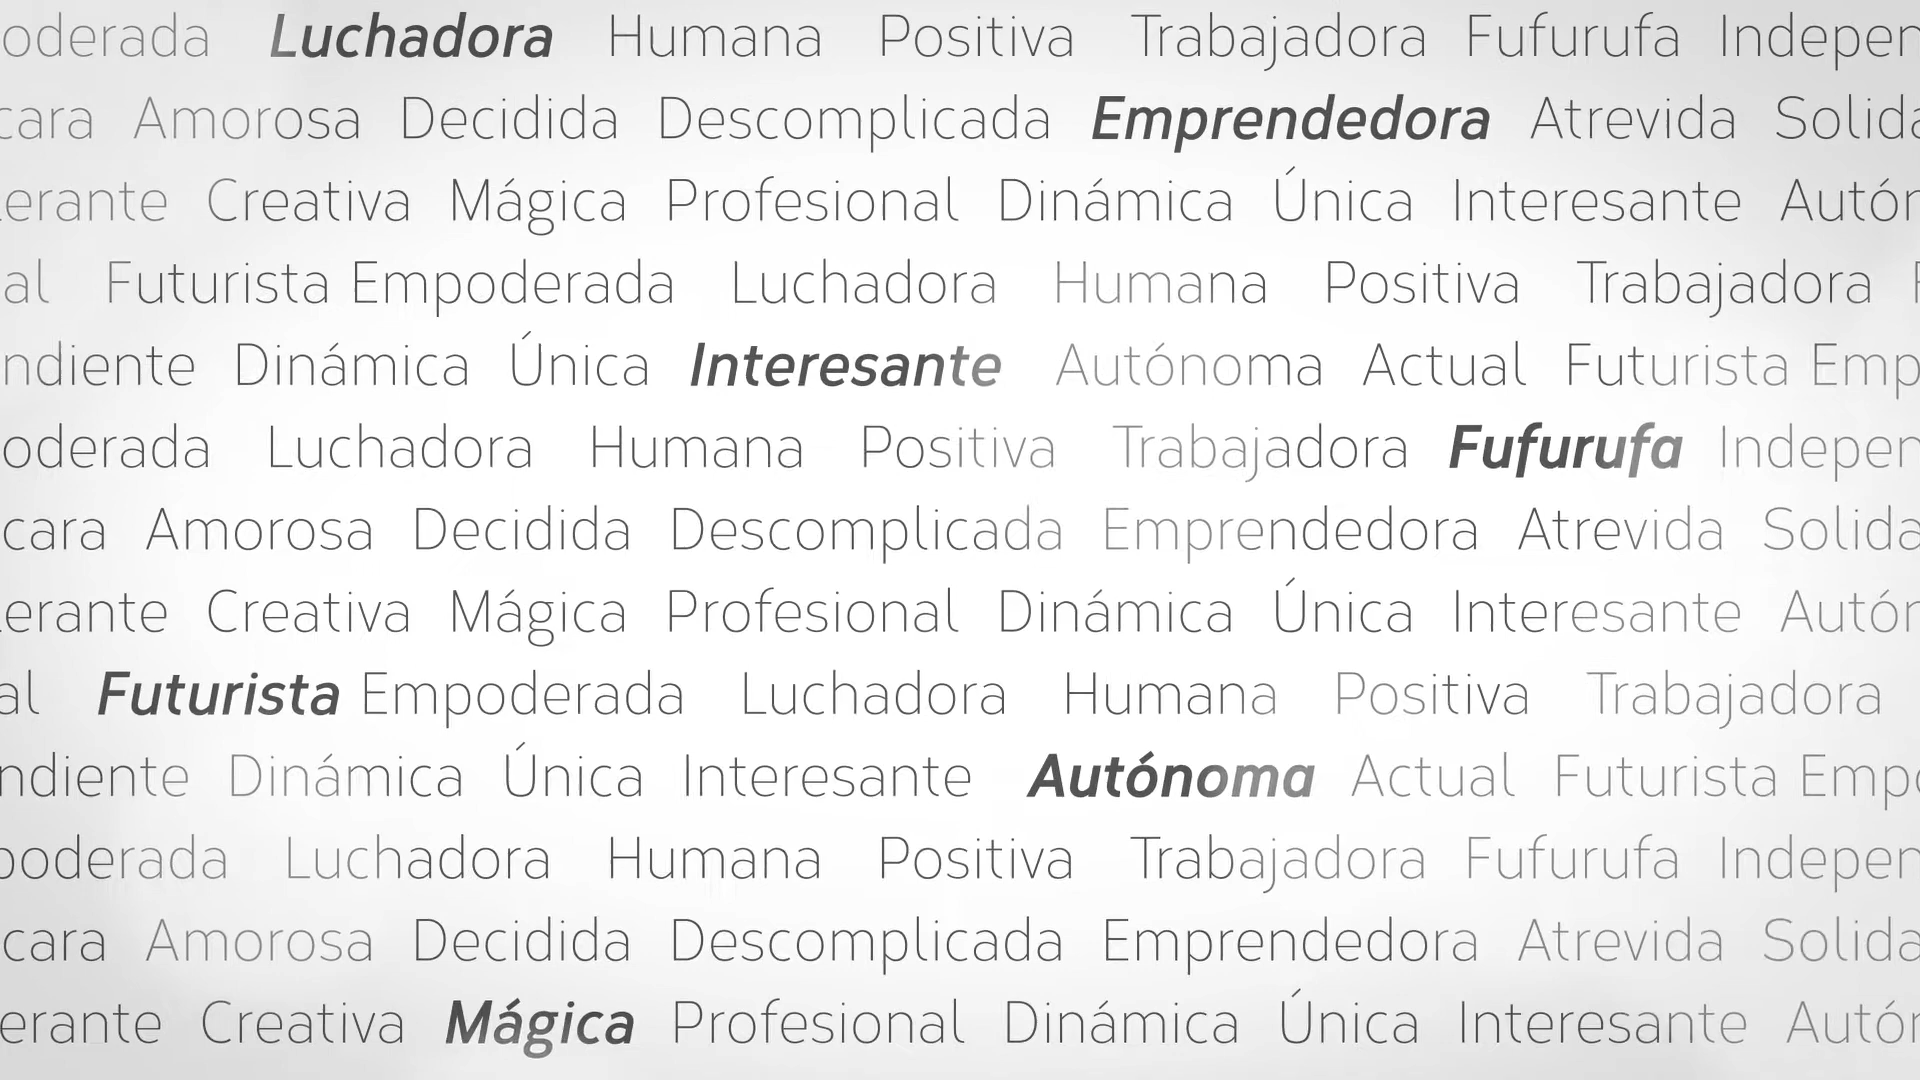 oderada Luchadora Humana Positiva Trabajadora Fufurufa Indepen
cara Amorosa Decidida Descomplicada Emprendedora Atrevida Solida
lerante Creativa Mágica Profesional Dinámica Única Interesante Autón
al Futurista Empoderada Luchadora Humana Positiva Trabajadora F
ndiente Dinámica Única Interesante Autónoma Actual Futurista Emp
oderada Luchadora Humana Positiva Trabajadora Fufurufa Indepen
cara Amorosa Decidida Descomplicada Emprendedora Atrevida Solida
lerante Creativa Mágica Profesional Dinámica Única Interesante Autón
al Futurista Empoderada Luchadora Humana Positiva Trabajadora
ndiente Dinámica Única Interesante Autónoma Actual Futurista Empo
poderada Luchadora Humana Positiva Trabajadora Fufurufa Indepen
cara Amorosa Decidida Descomplicada Emprendedora Atrevida Solida
erante Creativa Mágica Profesional Dinámica Única Interesante Autón